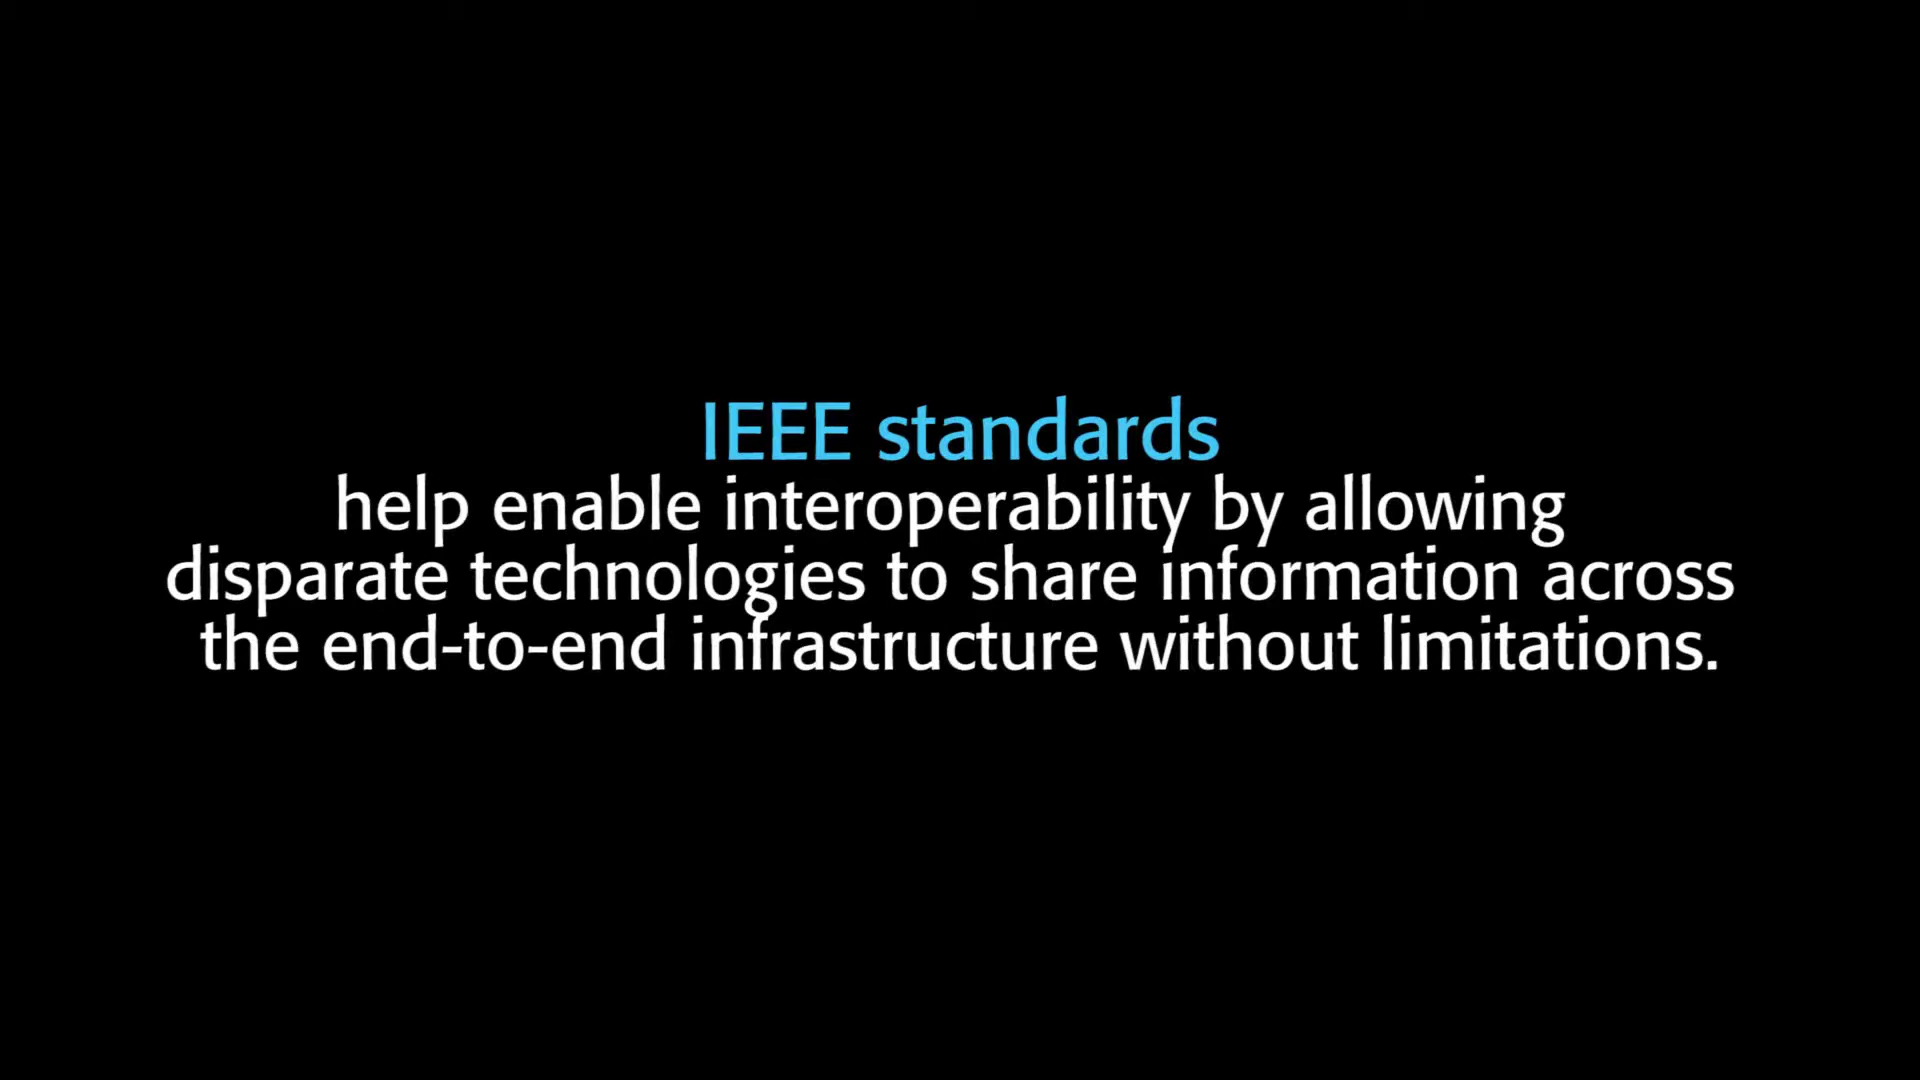 IEEE standards
help enable interoperability by allowing
disparate technologies to share information across
the end-to-end infrastructure without limitations.